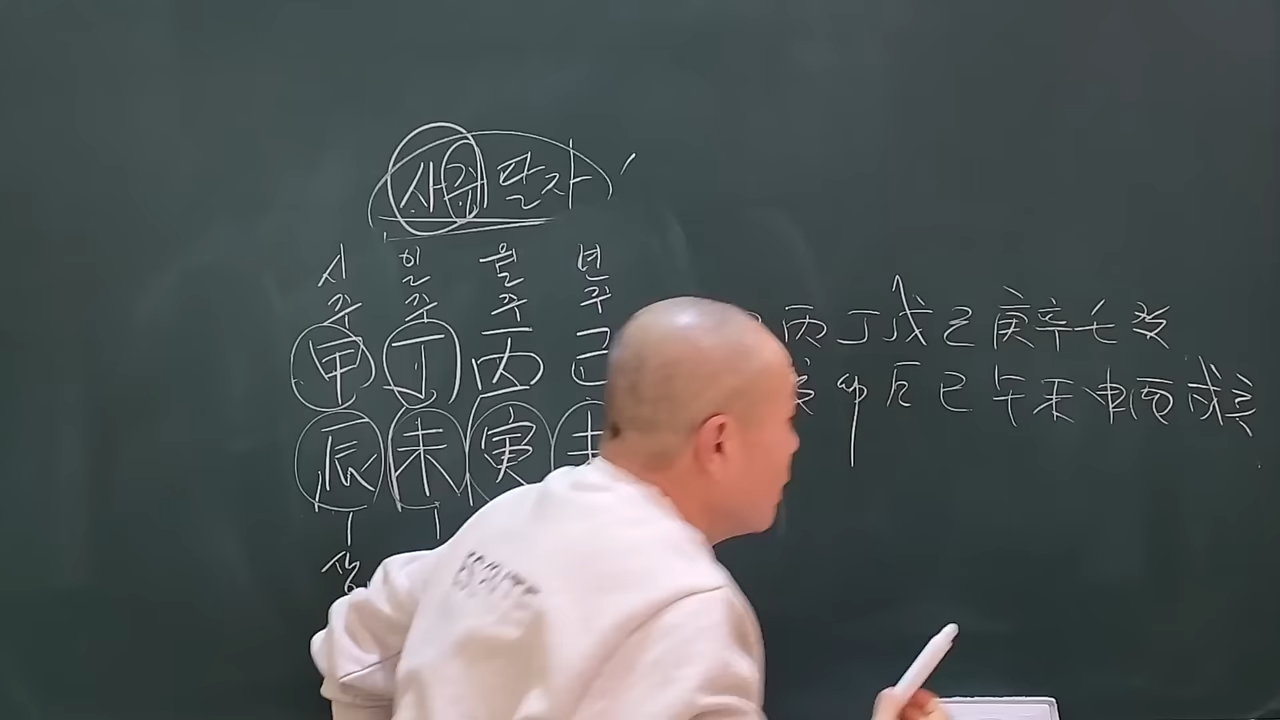 사주팔자
시주 일주 월주 년주
甲 丁 丙 己
辰 未 寅
丙 丁 戊 己 庚 辛 壬 癸
卯 辰 巳 午 未 申 酉 戌 亥